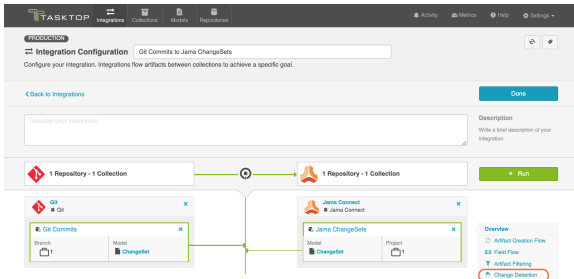 TASKTOP
Integrations
Collections
Models
Repositories
Activity
Metrics
Help
Settings
PRODUCTION
Integration Configuration
Git Commits to Jama ChangeSets
Configure your integration. Integrations flow artifacts between collections to achieve a specific goal.
Back to Integrations
Done
Describe your integration
Description
Write a brief description of your
integration.
1 Repository - 1 Collection
1 Repository - 1 Collection
Run
Git
Git
Jama Connect
Jama Connect
Git Commits
Jama ChangeSets
Branch
Model
1
ChangeSet
Model
Project
ChangeSet
1
Overview
Artifact Creation Flow
Field Flow
Artifact Filtering
Change Detection